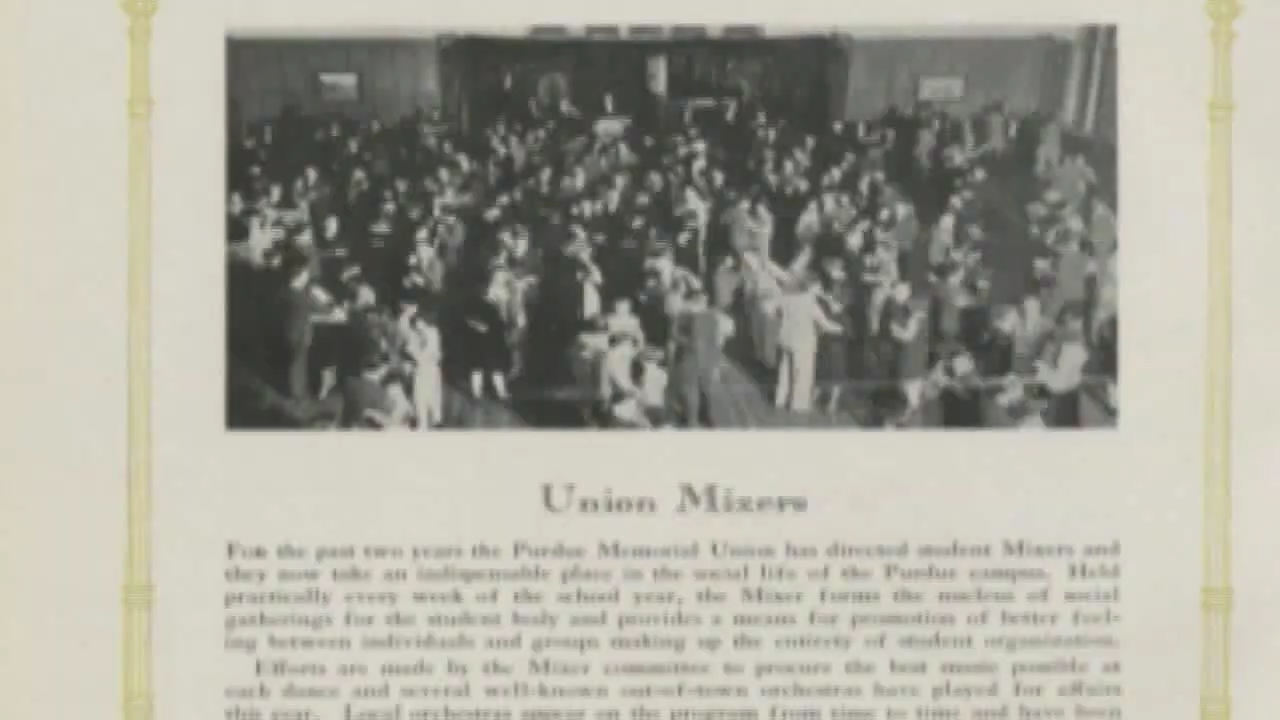 Union Mixers
For the past two years the Purdue Memorial Union has directed student Mixers and
they now take an indispensable place in the social life of the Purdue campus. Held
practically every week of the school year, the Mixer forms the nucleus of social
gatherings for the student body and provides a means for promotion of better feel-
ing between individuals and groups making up the entirety of student organization.
Efforts are made by the Mixer committee to procure the best music possible at
each dance and several well-known out-of-town orchestras have played for affairs
this year. Local orchestras appear on the program from time to time and have been